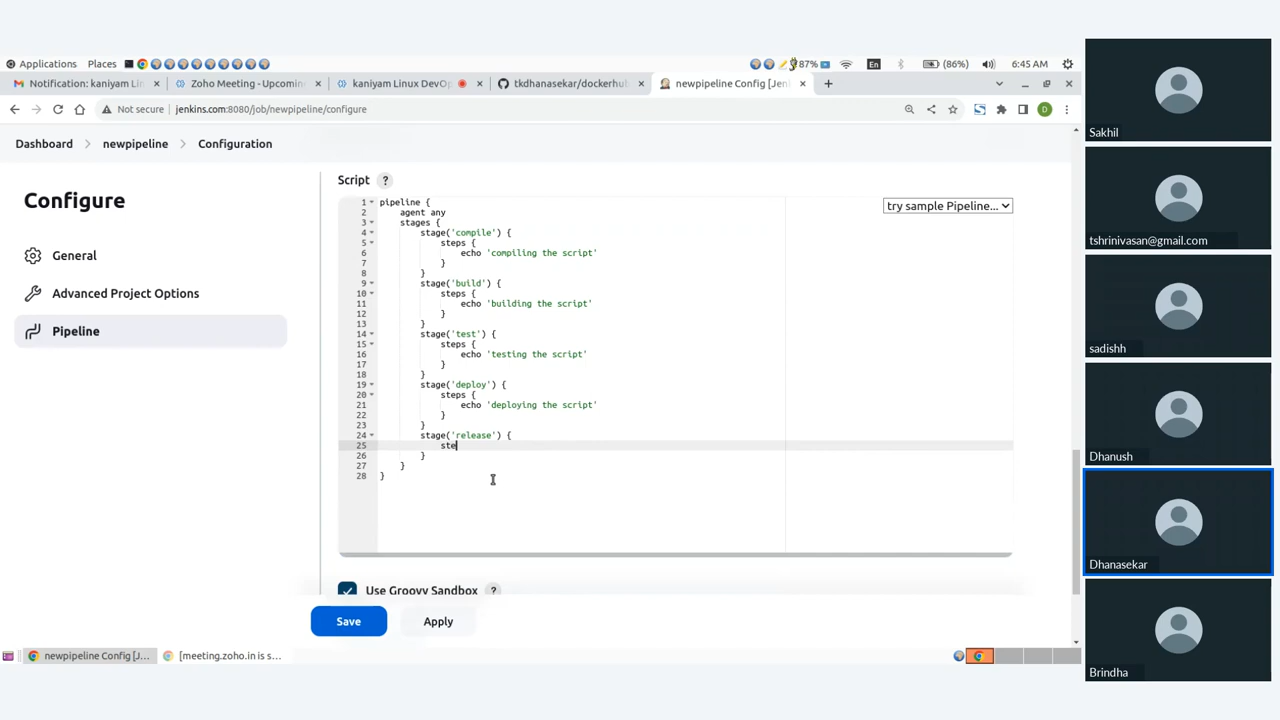 Applications Places 87% En (86%) 6:45 AM
Notification: kaniyam Lin Zoho Meeting - Upcomin kaniyam Linux DevO tkdhanasekar/dockerhu newpipeline Config [Jen
Not secure jenkins.com:8080/job/newpipeline/configure
Dashboard newpipeline Configuration
Configure
General
Advanced Project Options
Pipeline
Script ?
try sample Pipeline...
1 pipeline {
2 agent any
3 stages {
4 stage('compile') {
5 steps {
6 echo 'compiling the script'
7 }
8 }
9 stage('build') {
10 steps {
11 echo 'building the script'
12 }
13 }
14 stage('test') {
15 steps {
16 echo 'testing the script'
17 }
18 }
19 stage('deploy') {
20 steps {
21 echo 'deploying the script'
22 }
23 }
24 stage('release') {
25 ste
26 }
27 }
28 }
Use Groovy Sandbox ?
Save Apply
newpipeline Config [J... [meeting.zoho.in is s...
Sakhil
tshrinivasan@gmail.com
sadishh
Dhanush
Dhanasekar
Brindha